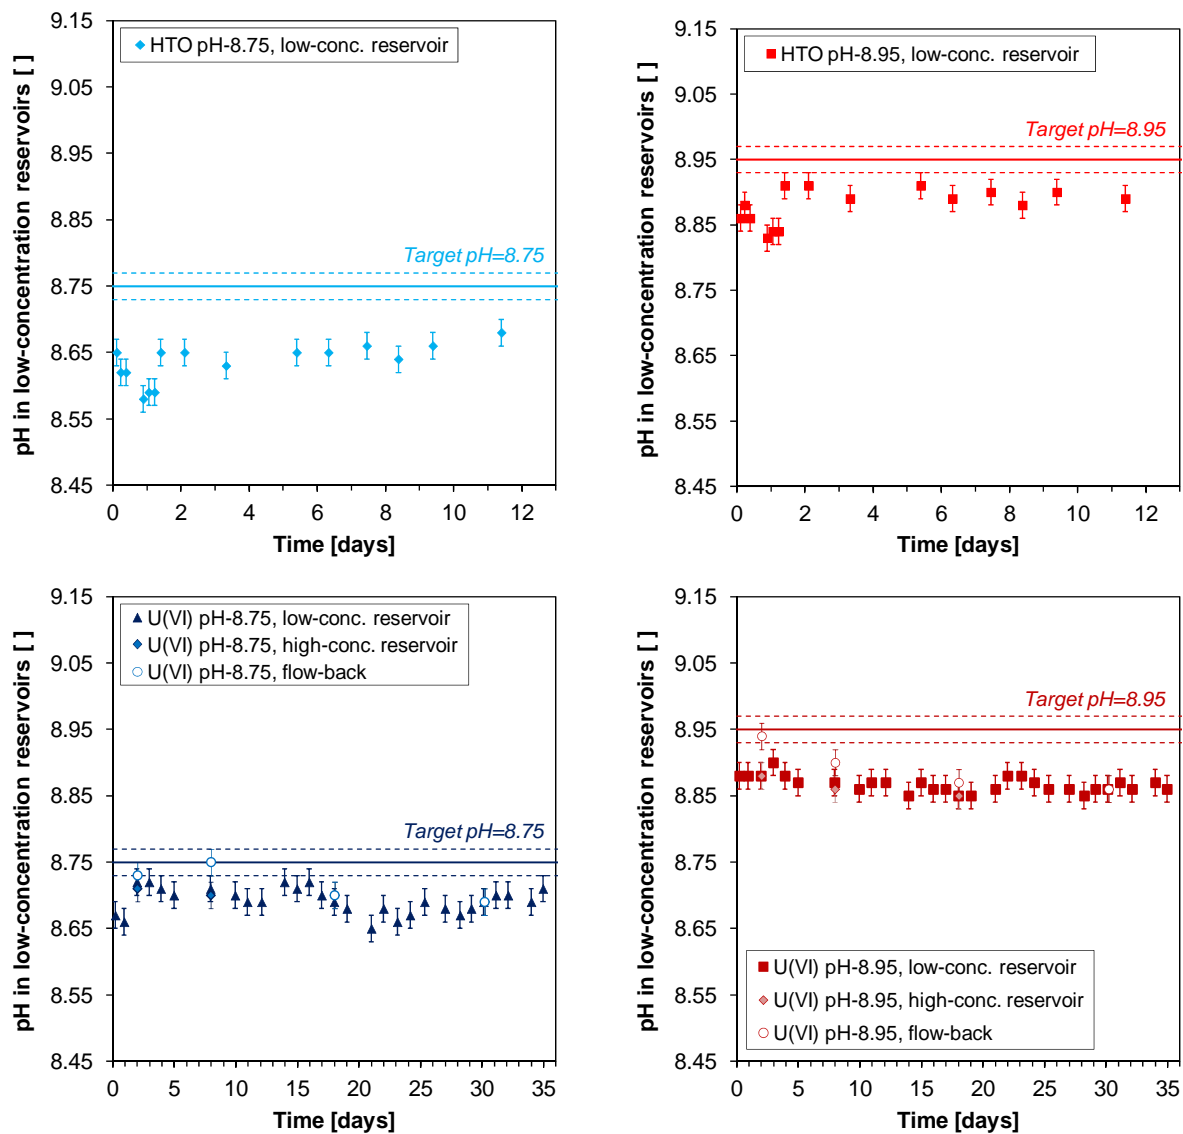 9.15
9.05
8.95
8.85
8.75
8.65
8.55
8.45
pH in low-concentration reservoirs [ ]
HTO pH-8.75, low-conc. reservoir
Target pH=8.75
0 2 4 6 8 10 12
Time [days]
9.15
9.05
8.95
8.85
8.75
8.65
8.55
8.45
pH in low-concentration reservoirs [ ]
HTO pH-8.95, low-conc. reservoir
Target pH=8.95
0 2 4 6 8 10 12
Time [days]
9.15
9.05
8.95
8.85
8.75
8.65
8.55
8.45
pH in low-concentration reservoirs [ ]
U(VI) pH-8.75, low-conc. reservoir
U(VI) pH-8.75, high-conc. reservoir
U(VI) pH-8.75, flow-back
Target pH=8.75
0 5 10 15 20 25 30 35
Time [days]
9.15
9.05
8.95
8.85
8.75
8.65
8.55
8.45
pH in low-concentration reservoirs [ ]
Target pH=8.95
U(VI) pH-8.95, low-conc. reservoir
U(VI) pH-8.95, high-conc. reservoir
U(VI) pH-8.95, flow-back
0 5 10 15 20 25 30 35
Time [days]